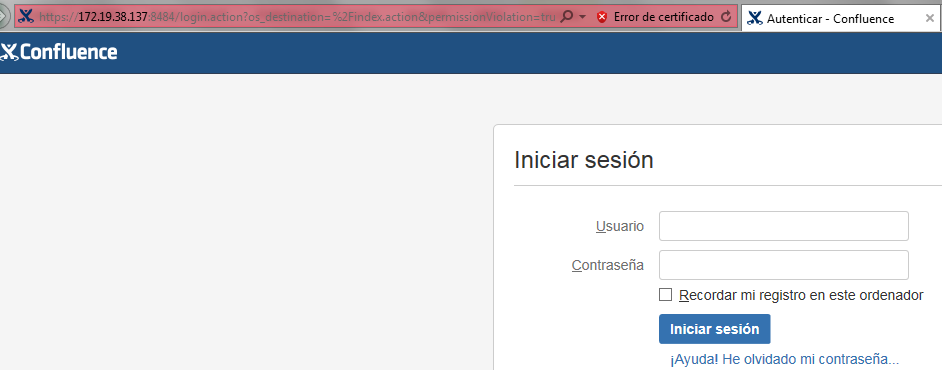 https://172.19.38.137:8484/login.action?os_destination=%2Findex.action&permissionViolation=tru Error de certificado Autenticar - Confluence
Confluence
Iniciar sesión
Usuario
Contraseña
Recordar mi registro en este ordenador
Iniciar sesión
¡Ayuda! He olvidado mi contraseña...